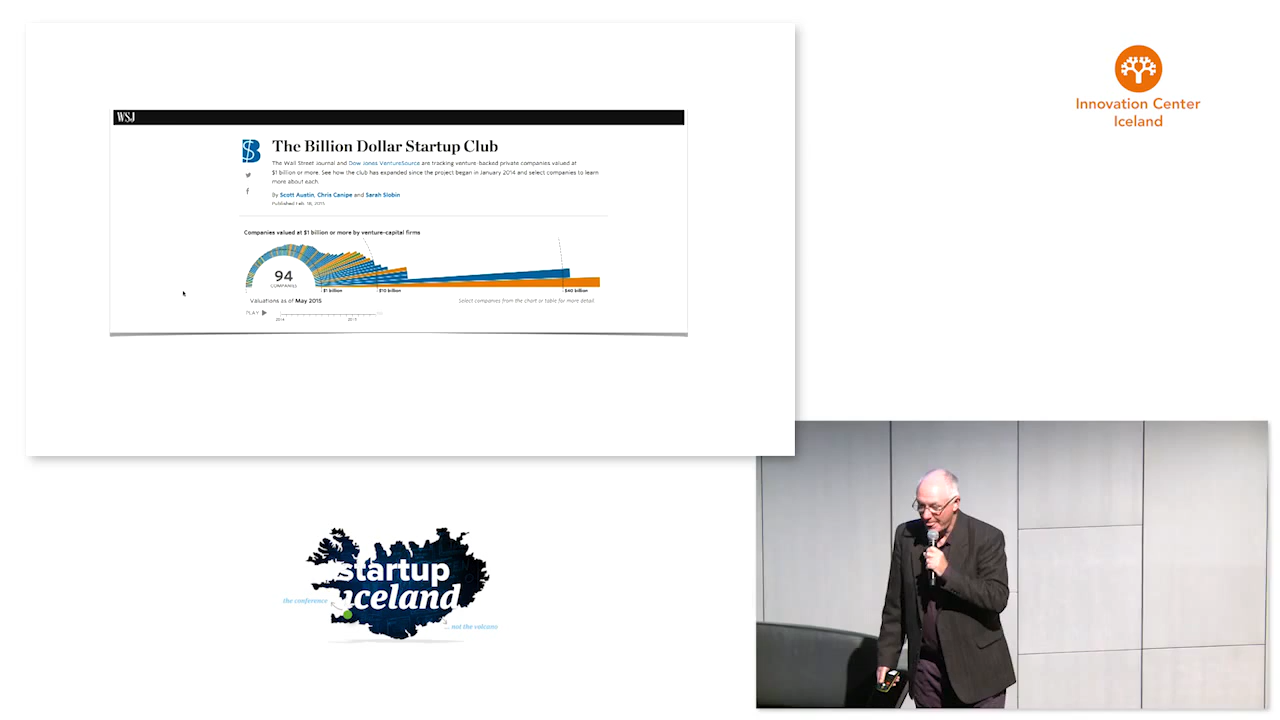 WSJ
The Billion Dollar Startup Club
The Wall Street Journal and Dow Jones VentureSource are tracking venture-backed private companies valued at
$1 billion or more. See how the club has expanded since the project began in January 2014 and select companies to learn
more about each.
By Scott Austin, Chris Canipe and Sarah Slobin
Published Feb. 18, 2015
Companies valued at $1 billion or more by venture-capital firms
94
COMPANIES
$1 billion
$10 billion
$40 billion
Valuations as of May 2015
Select companies from the chart or table for more detail.
PLAY
2014
2015
Innovation Center
Iceland
startup
iceland
the conference
... not the volcano